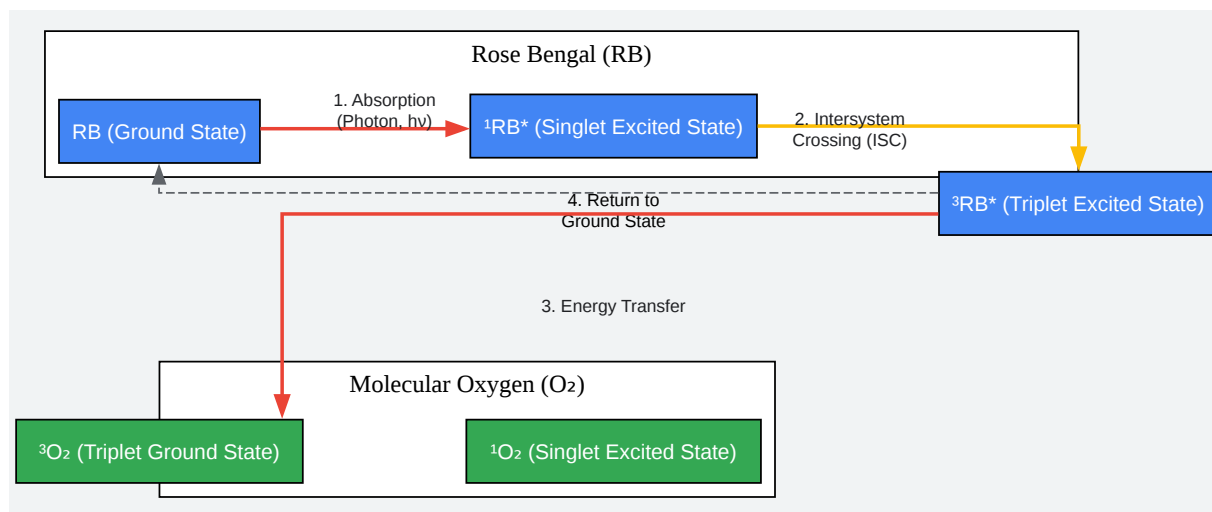 Rose Bengal (RB)
RB (Ground State)
1. Absorption
(Photon, hν)
¹RB* (Singlet Excited State)
2. Intersystem
Crossing (ISC)
³RB* (Triplet Excited State)
4. Return to
Ground State
3. Energy Transfer
Molecular Oxygen (O₂)
³O₂ (Triplet Ground State)
¹O₂ (Singlet Excited State)